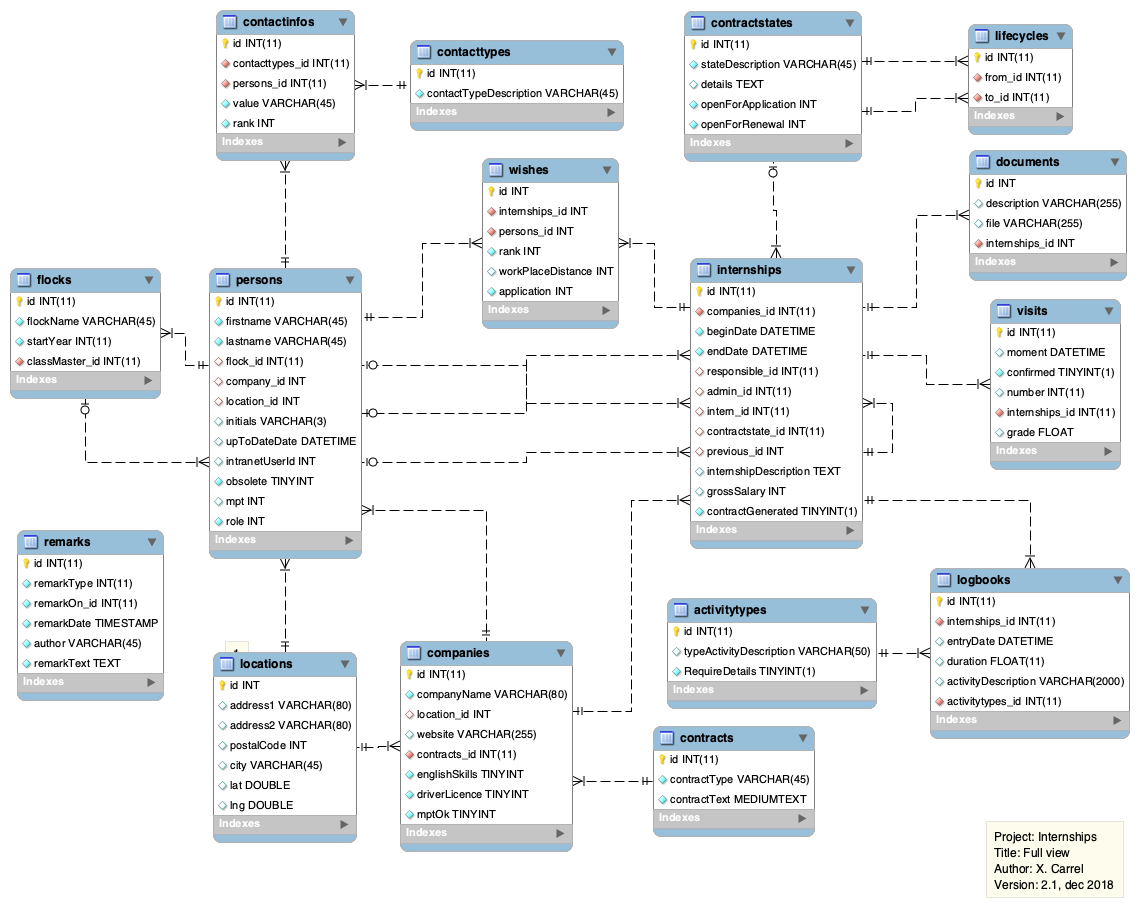 contactinfos
id INT(11)
contacttypes_id INT(11)
persons_id INT(11)
value VARCHAR(45)
rank INT
Indexes
contacttypes
id INT(11)
contactTypeDescription VARCHAR(45)
Indexes
contractstates
id INT(11)
stateDescription VARCHAR(45)
details TEXT
openForApplication INT
openForRenewal INT
Indexes
lifecycles
id INT(11)
from_id INT(11)
to_id INT(11)
Indexes
wishes
id INT
internships_id INT
persons_id INT
rank INT
workPlaceDistance INT
application INT
Indexes
documents
id INT
description VARCHAR(255)
file VARCHAR(255)
internships_id INT
Indexes
flocks
id INT(11)
flockName VARCHAR(45)
startYear INT(11)
classMaster_id INT(11)
Indexes
persons
id INT(11)
firstname VARCHAR(45)
lastname VARCHAR(45)
flock_id INT(11)
company_id INT
location_id INT
initials VARCHAR(3)
upToDateDate DATETIME
intranetUserId INT
obsolete TINYINT
mpt INT
role INT
Indexes
internships
id INT(11)
companies_id INT(11)
beginDate DATETIME
endDate DATETIME
responsible_id INT(11)
admin_id INT(11)
intern_id INT(11)
contractstate_id INT(11)
previous_id INT
internshipDescription TEXT
grossSalary INT
contractGenerated TINYINT(1)
Indexes
visits
id INT(11)
moment DATETIME
confirmed TINYINT(1)
number INT(11)
internships_id INT(11)
grade FLOAT
Indexes
remarks
id INT(11)
remarkType INT(11)
remarkOn_id INT(11)
remarkDate TIMESTAMP
author VARCHAR(45)
remarkText TEXT
Indexes
locations
id INT
address1 VARCHAR(80)
address2 VARCHAR(80)
postalCode INT
city VARCHAR(45)
lat DOUBLE
lng DOUBLE
Indexes
companies
id INT(11)
companyName VARCHAR(80)
location_id INT
website VARCHAR(255)
contracts_id INT(11)
englishSkills TINYINT
driverLicence TINYINT
mptOk TINYINT
Indexes
activitytypes
id INT(11)
typeActivityDescription VARCHAR(50)
RequireDetails TINYINT(1)
Indexes
logbooks
id INT(11)
internships_id INT(11)
entryDate DATETIME
duration FLOAT(11)
activityDescription VARCHAR(2000)
activitytypes_id INT(11)
Indexes
contracts
id INT(11)
contractType VARCHAR(45)
contractText MEDIUMTEXT
Indexes
Project: Internships
Title: Full view
Author: X. Carrel
Version: 2.1, dec 2018